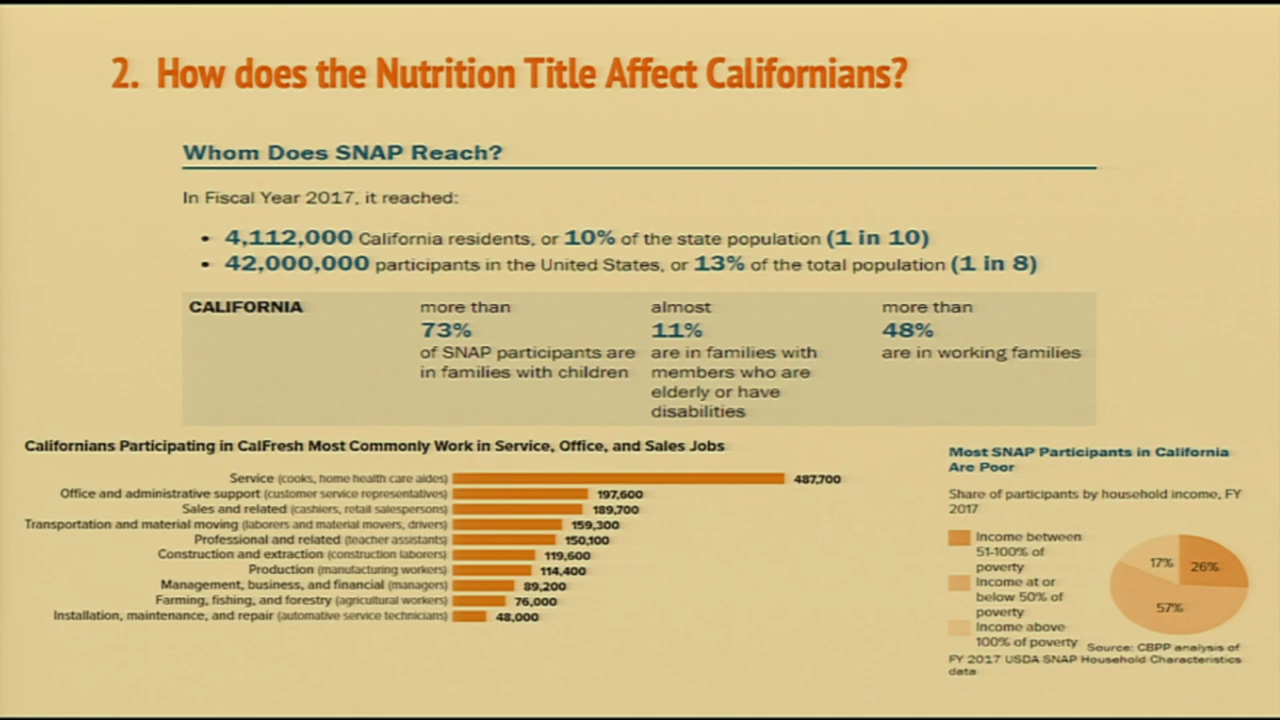 2. How does the Nutrition Title Affect Californians?
Whom Does SNAP Reach?
In Fiscal Year 2017, it reached:
• 4,112,000 California residents, or 10% of the state population (1 in 10)
• 42,000,000 participants in the United States, or 13% of the total population (1 in 8)
CALIFORNIA
more than
73%
of SNAP participants are
in families with children
almost
11%
are in families with
members who are
elderly or have
disabilities
more than
48%
are in working families
Californians Participating in CalFresh Most Commonly Work in Service, Office, and Sales Jobs
Service (cooks, home health care aides) 487,700
Office and administrative support (customer service representatives) 197,600
Sales and related (cashiers, retail salespersons) 189,700
Transportation and material moving (laborers and material movers, drivers) 159,300
Professional and related (teacher assistants) 150,100
Construction and extraction (construction laborers) 119,600
Production (manufacturing workers) 114,400
Management, business, and financial (managers) 89,200
Farming, fishing, and forestry (agricultural workers) 76,000
Installation, maintenance, and repair (automotive service technicians) 48,000
Most SNAP Participants in California
Are Poor
Share of participants by household income, FY
2017
Income between
51-100% of
poverty
Income at or
below 50% of
poverty
Income above
100% of poverty
17%
26%
57%
Source: CBPP analysis of
FY 2017 USDA SNAP Household Characteristics
data